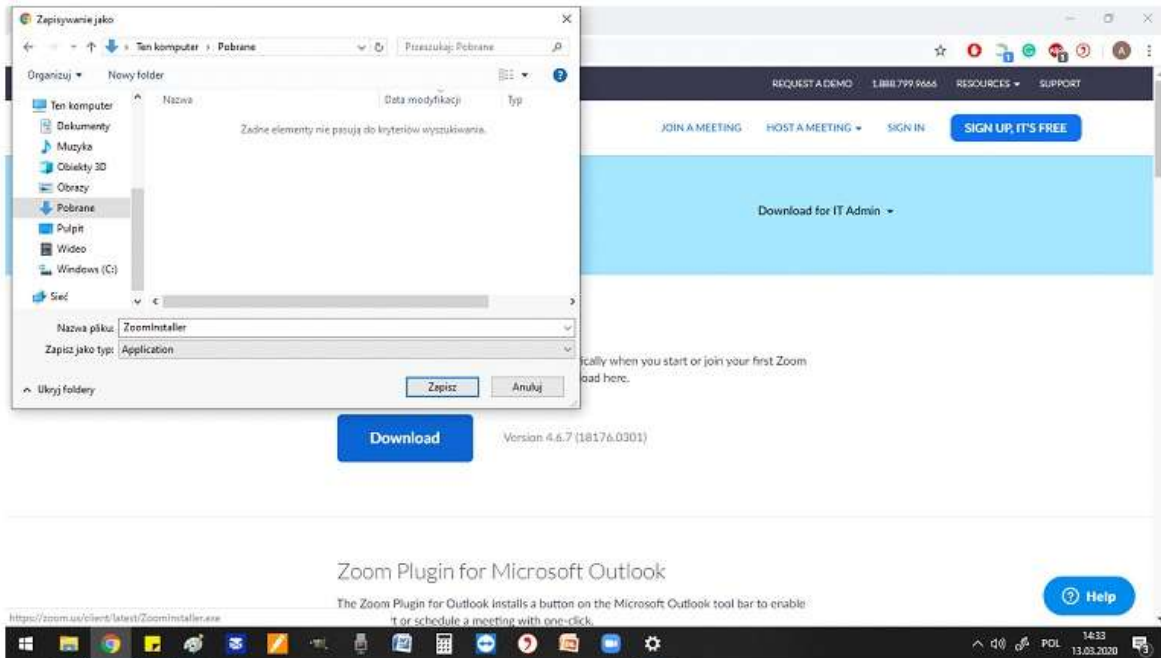 Zapisywanie jako
Ten komputer › Pobrane
Przeszukaj: Pobrane
Organizuj
Nowy folder
Ten komputer
Dokumenty
Muzyka
Obiekty 3D
Obrazy
Pobrane
Pulpit
Wideo
Windows (C:)
Sieć
Nazwa
Data modyfikacji
Typ
Żadne elementy nie pasują do kryteriów wyszukiwania.
Nazwa pliku: ZoomInstaller
Zapisz jako typ: Application
Ukryj foldery
Zapisz
Anuluj
REQUEST A DEMO 1.888.799.9666 RESOURCES SUPPORT
JOIN A MEETING HOST A MEETING SIGN IN SIGN UP, IT'S FREE
Download for IT Admin
ically when you start or join your first Zoom
oad here.
Download
Version 4.6.7 (18176.0301)
Zoom Plugin for Microsoft Outlook
The Zoom Plugin for Outlook installs a button on the Microsoft Outlook tool bar to enable
't or schedule a meeting with one-click.
Help
https://zoom.us/client/latest/ZoomInstaller.exe
POL
14:33
13.03.2020